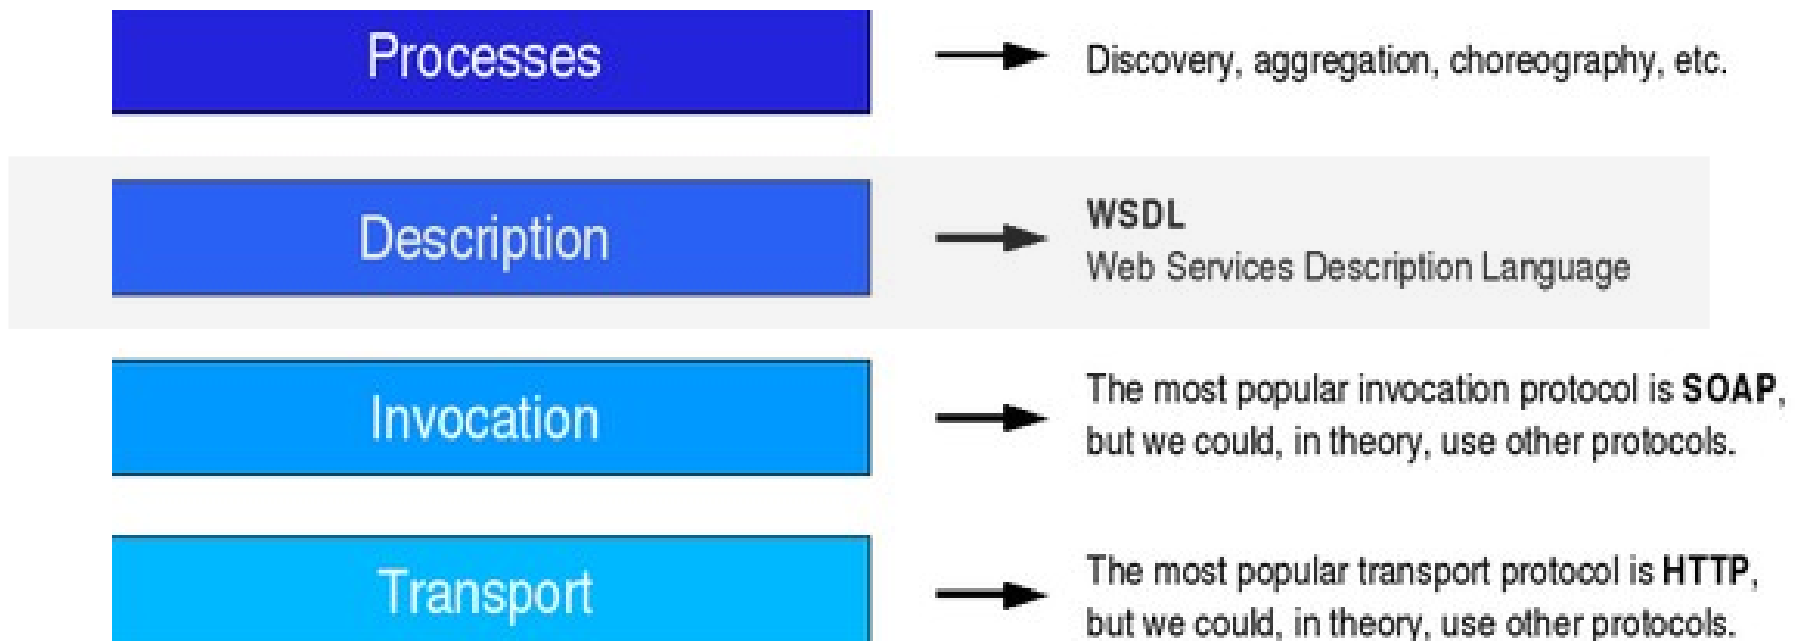 Processes
Discovery, aggregation, choreography, etc.
Description
WSDL
Web Services Description Language
Invocation
The most popular invocation protocol is SOAP,
but we could, in theory, use other protocols.
Transport
The most popular transport protocol is HTTP,
but we could, in theory, use other protocols.